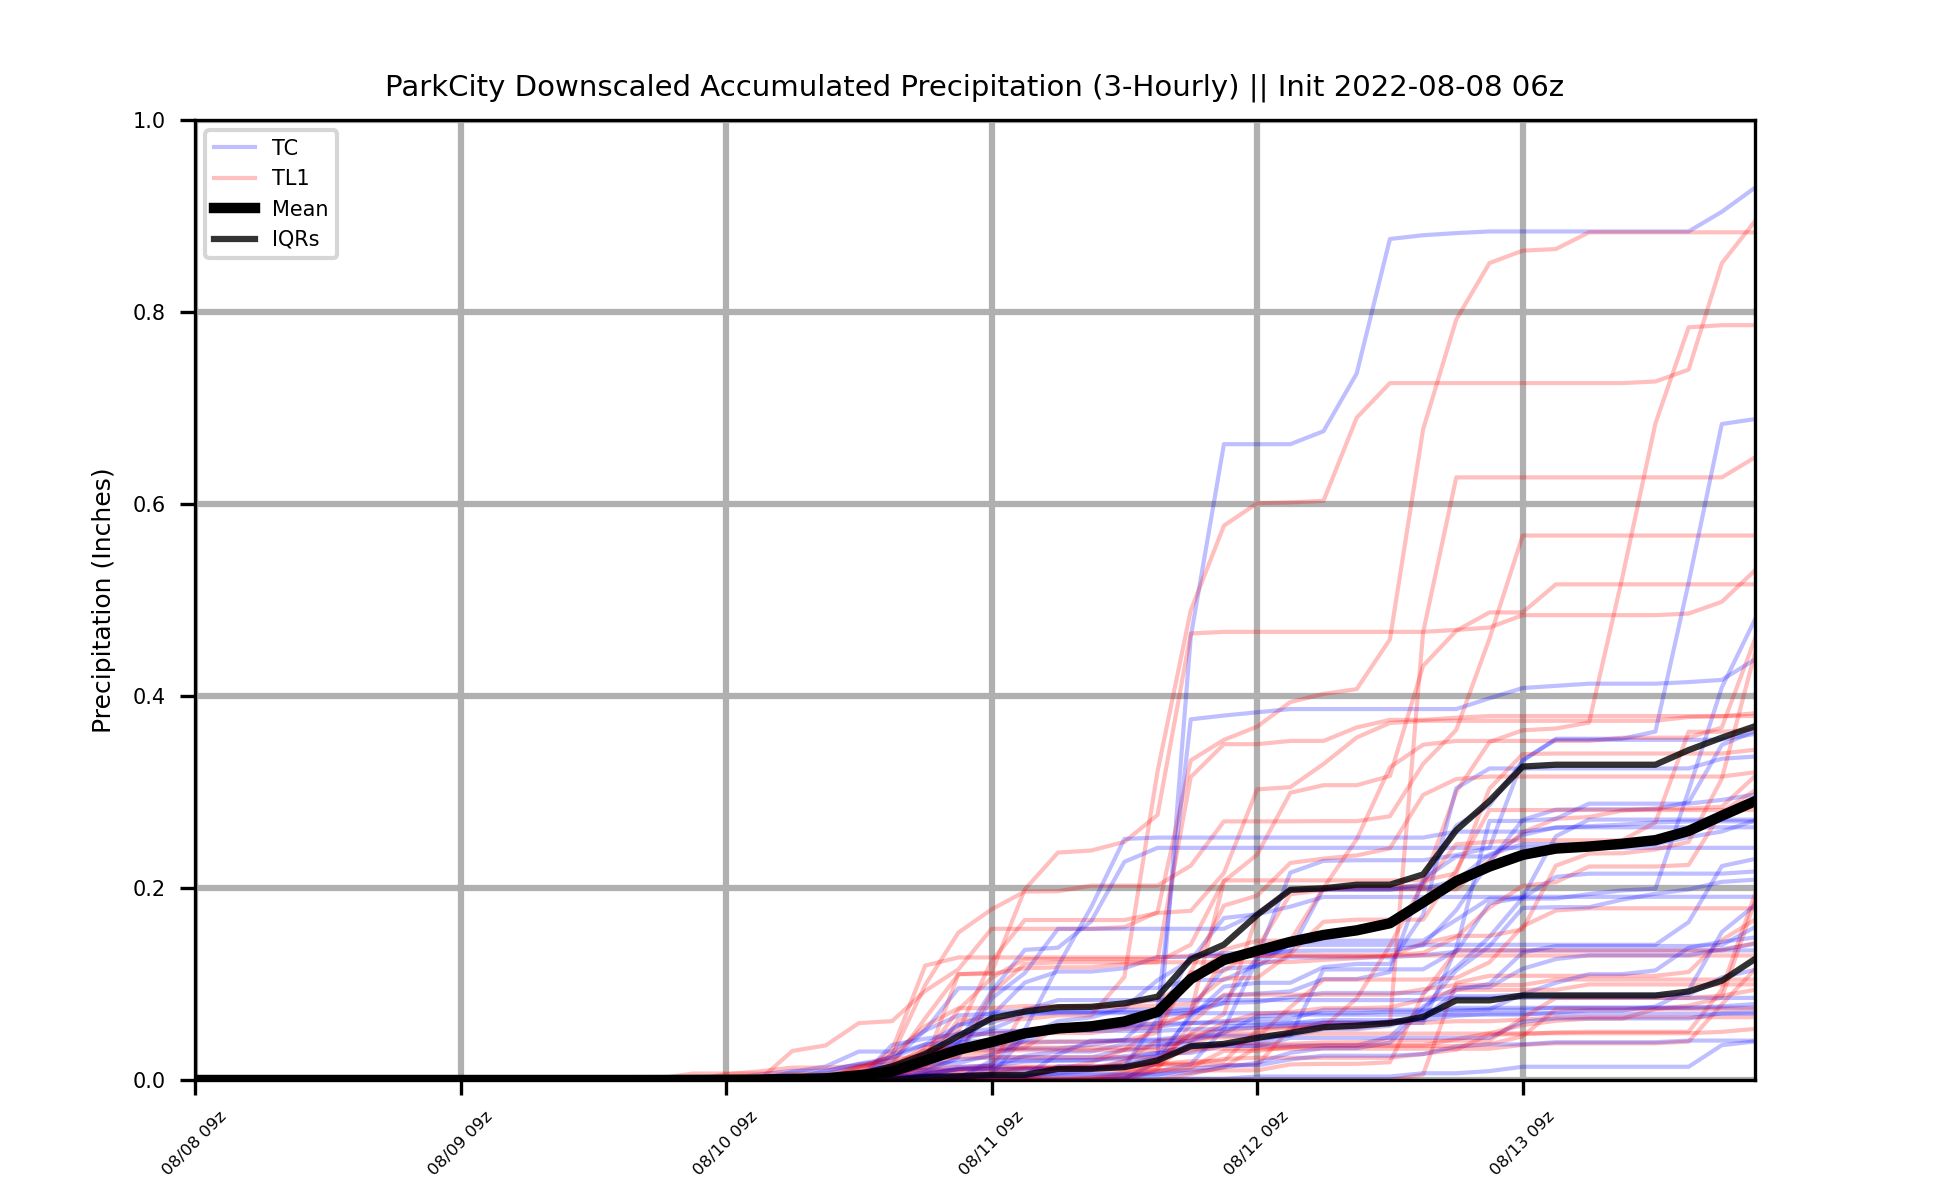 ParkCity Downscaled Accumulated Precipitation (3-Hourly) || Init 2022-08-08 06z
1.0
0.8
0.6
0.4
0.2
0.0
Precipitation (Inches)
TC
TL1
Mean
IQRs
08/08 09z
08/09 09z
08/10 09z
08/11 09z
08/12 09z
08/13 09z